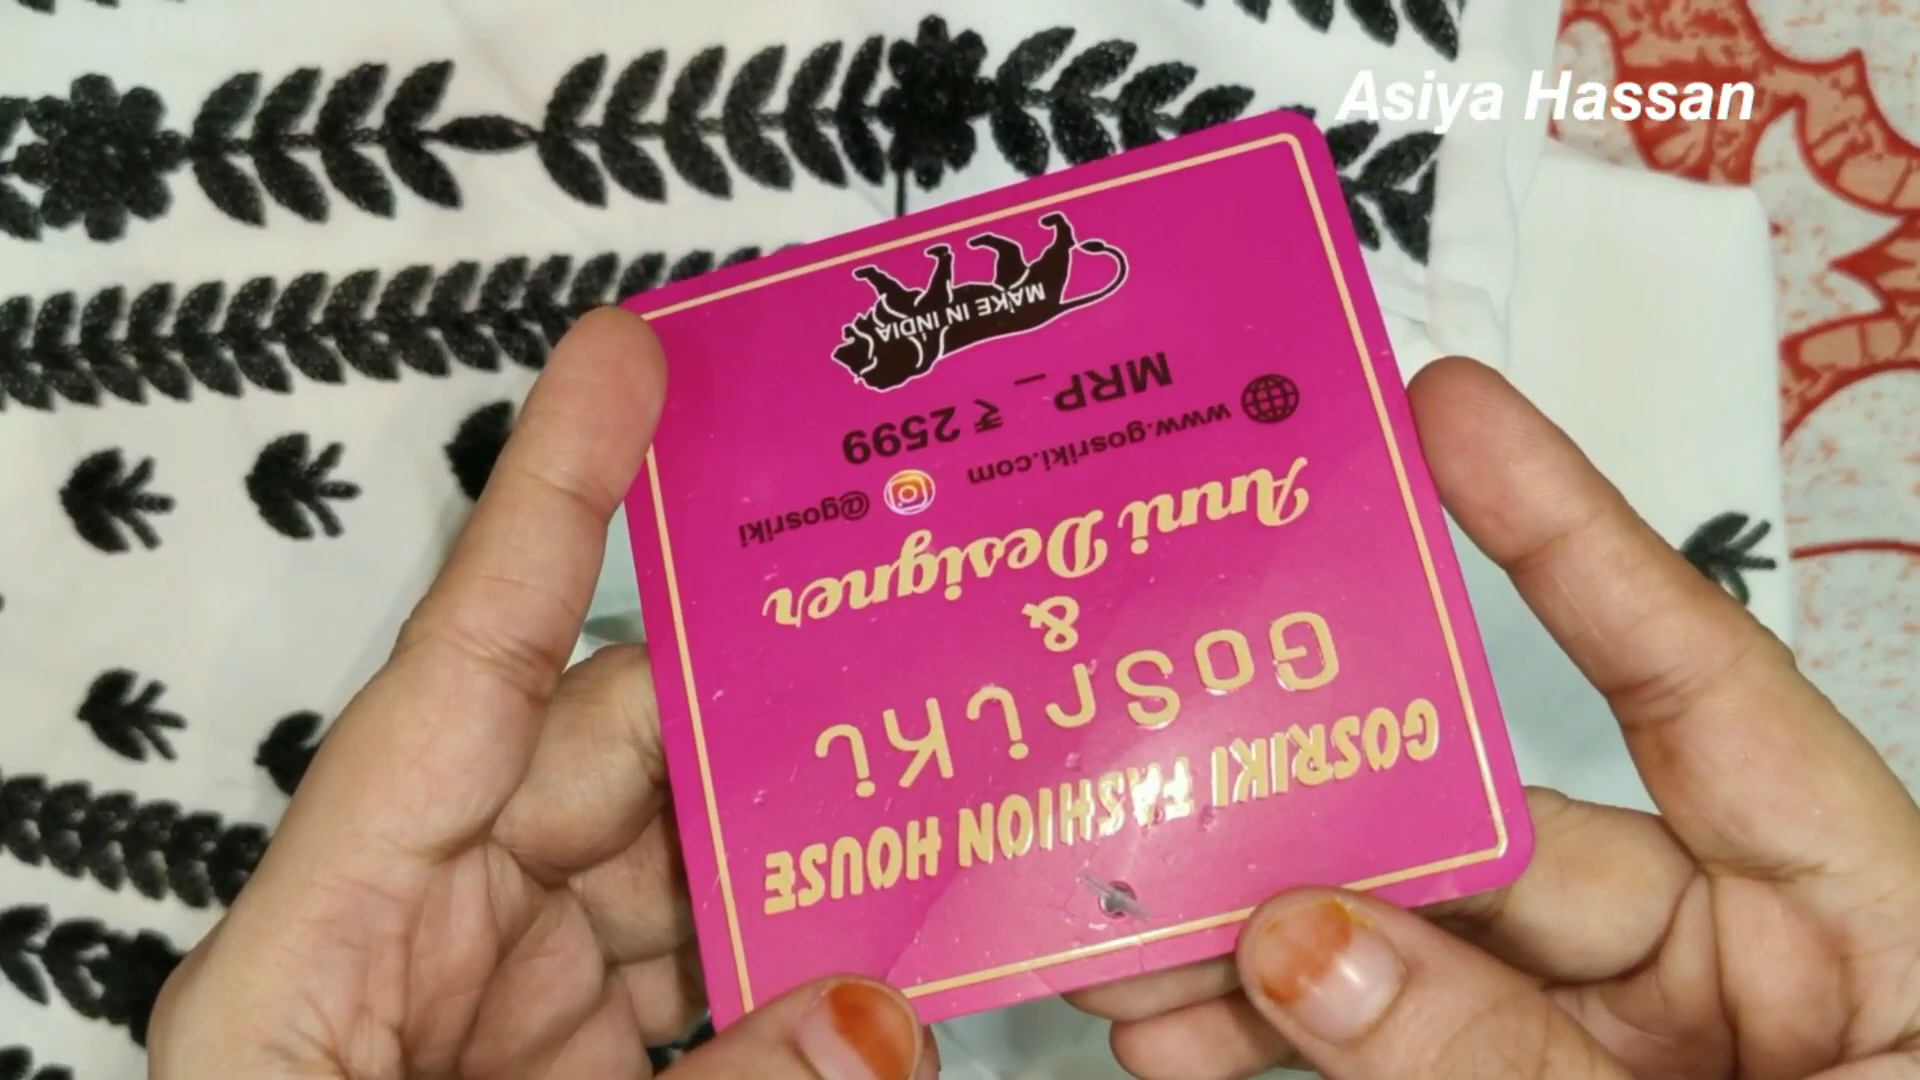 Asiya Hassan
GOSRIKI FASHION HOUSE
Gosriki
&
Anni Designer
www.gosriki.com @gosriki
MRP_ ₹ 2599
MAKE IN INDIA